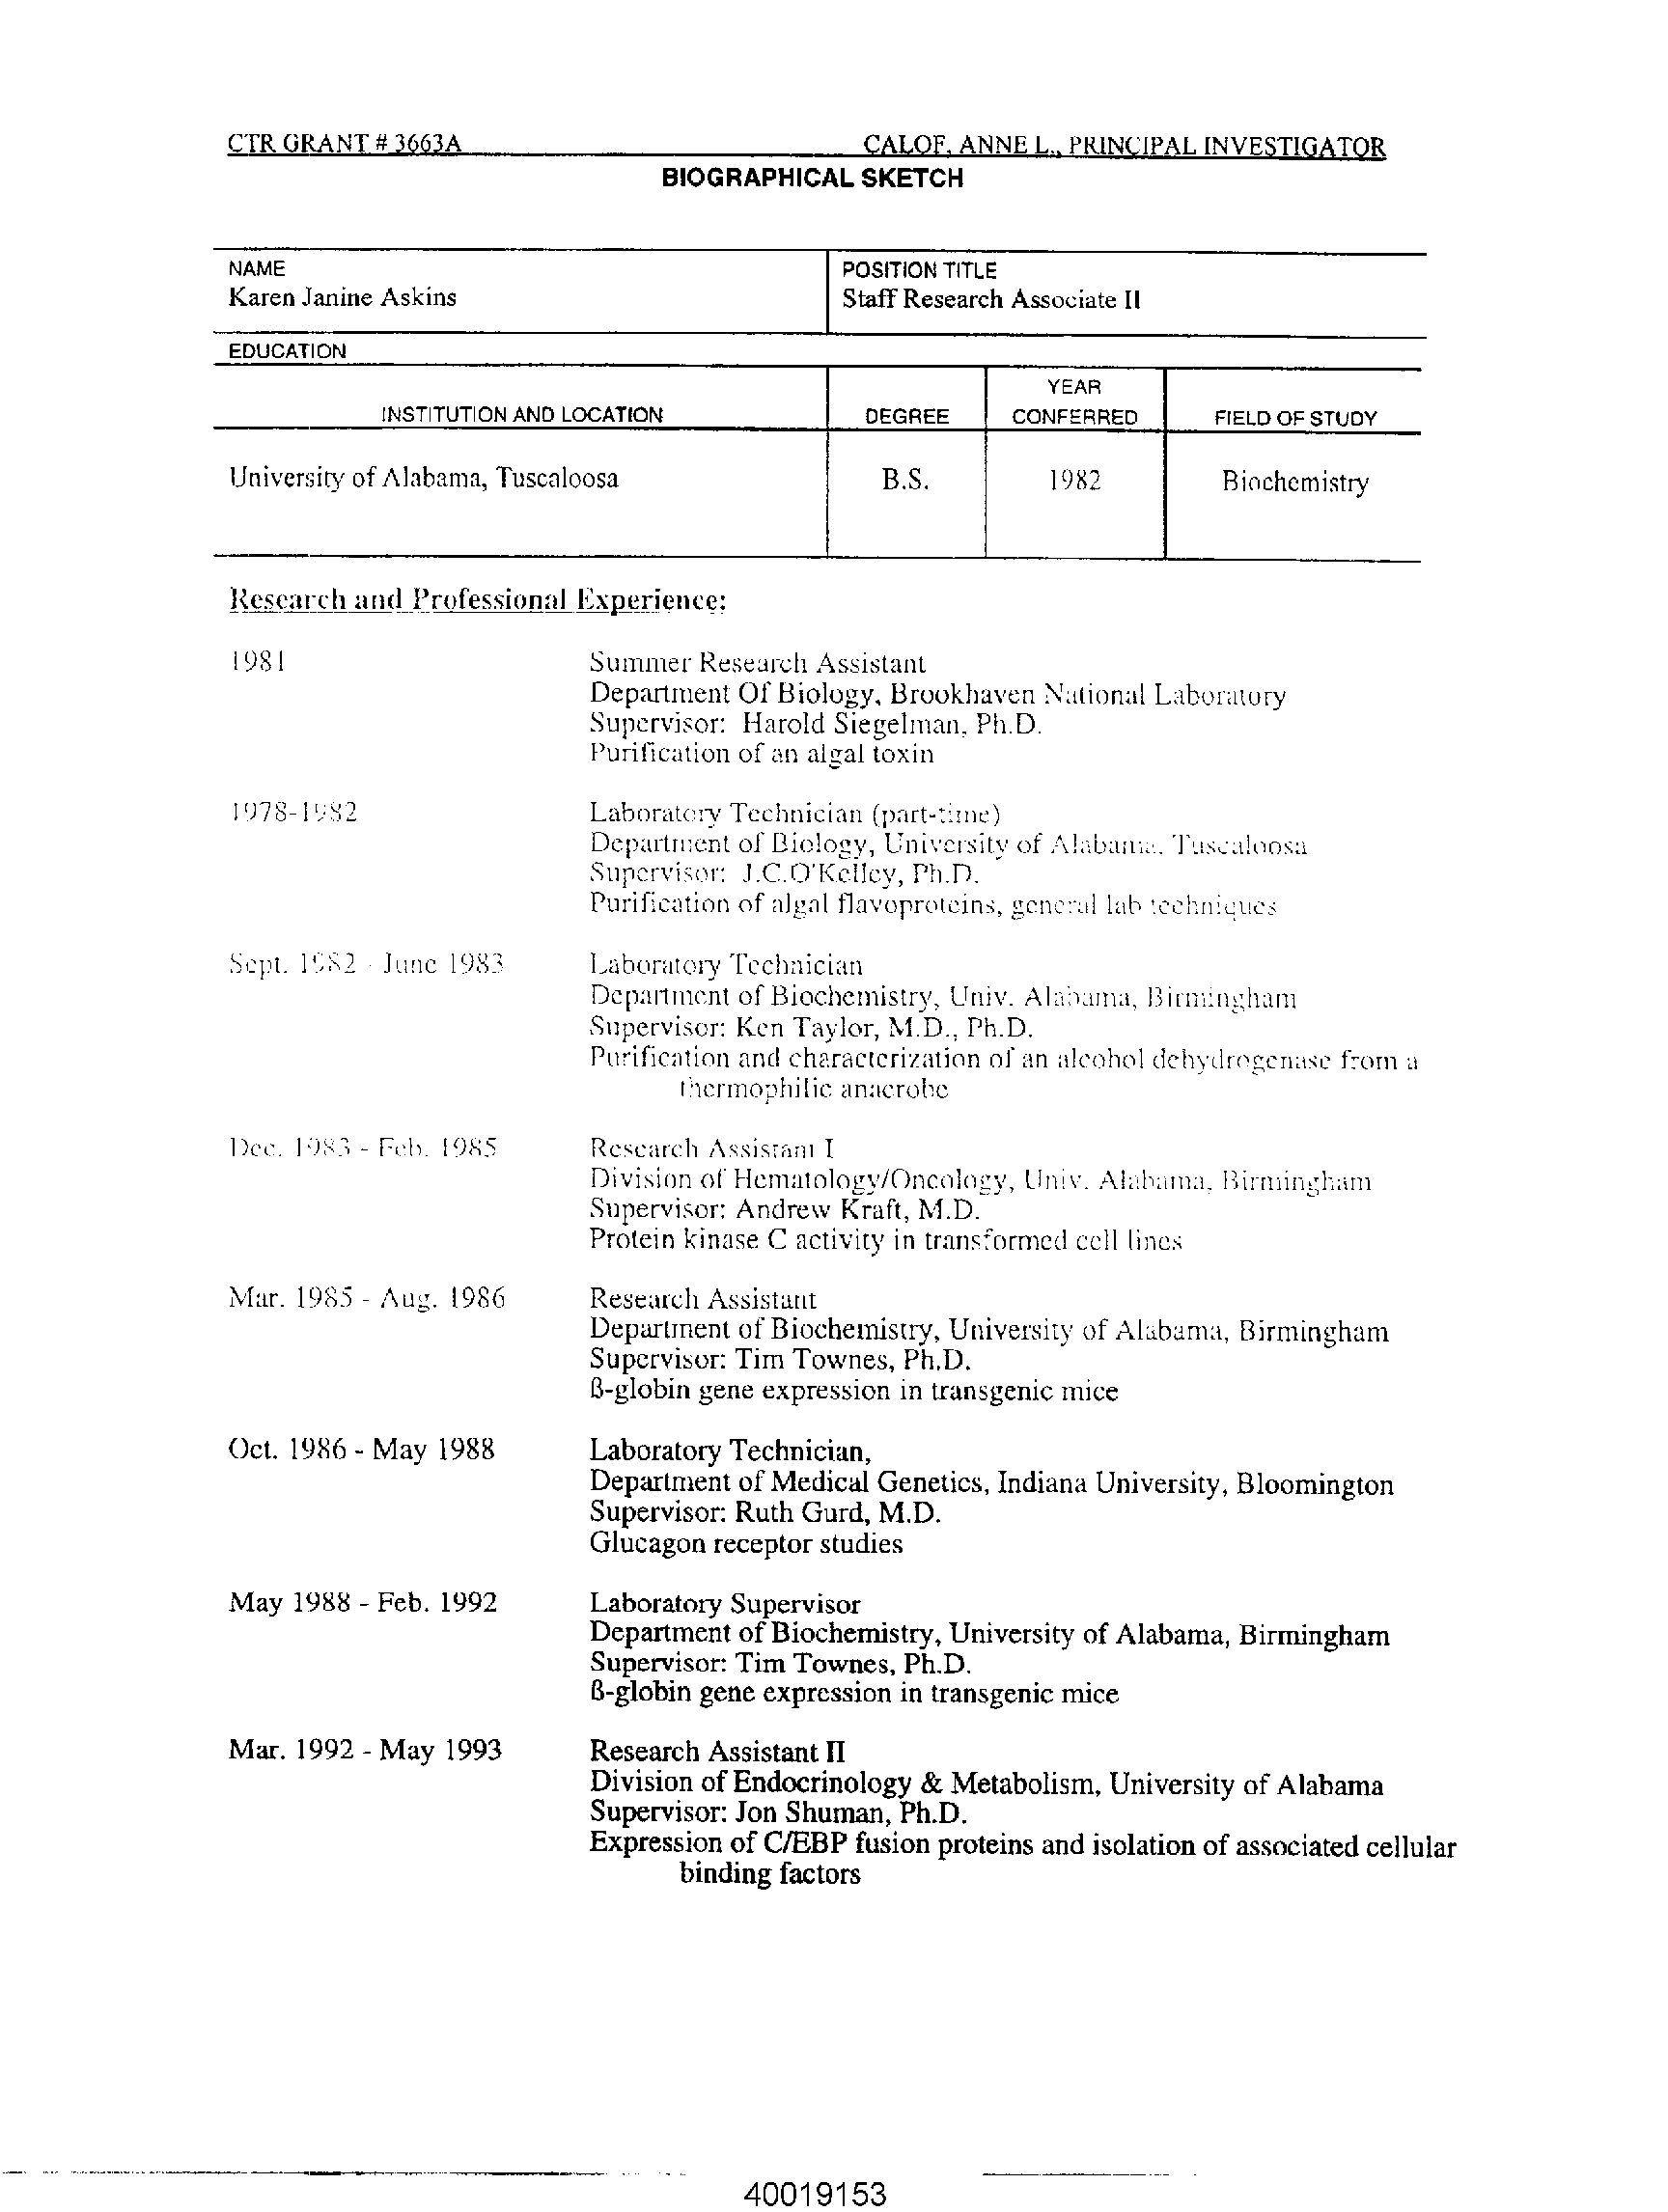 CTR GRANT # 3663A CALOF, ANNE L., PRINCIPAL INVESTIGATOR
BIOGRAPHICAL SKETCH
NAME POSITION TITLE
Karen Janine Askins Staff Research Associate II
EDUCATION
INSTITUTION AND LOCATION DEGREE YEAR CONFERRED FIELD OF STUDY
University of Alabama, Tuscaloosa B.S. 1982 Biochemistry
Research and Professional Experience:
1981 Summer Research Assistant
Department Of Biology, Brookhaven National Laboratory
Supervisor: Harold Siegelman, Ph.D.
Purification of an algal toxin
1978-1982 Laboratory Technician (part-time)
Department of Biology, University of Alabama, Tuscaloosa
Supervisor: J.C.O'Kelley, Ph.D.
Purification of algal flavoproteins, general lab techniques
Sept. 1982 - June 1983 Laboratory Technician
Department of Biochemistry, Univ. Alabama, Birmingham
Supervisor: Ken Taylor, M.D., Ph.D.
Purification and characterization of an alcohol dehydrogenase from a
thermophilic anaerobe
Dec. 1983 - Feb. 1985 Research Assistant I
Division of Hematology/Oncology, Univ. Alabama, Birmingham
Supervisor: Andrew Kraft, M.D.
Protein kinase C activity in transformed cell lines
Mar. 1985 - Aug. 1986 Research Assistant
Department of Biochemistry, University of Alabama, Birmingham
Supervisor: Tim Townes, Ph.D.
ß-globin gene expression in transgenic mice
Oct. 1986 - May 1988 Laboratory Technician,
Department of Medical Genetics, Indiana University, Bloomington
Supervisor: Ruth Gurd, M.D.
Glucagon receptor studies
May 1988 - Feb. 1992 Laboratory Supervisor
Department of Biochemistry, University of Alabama, Birmingham
Supervisor: Tim Townes, Ph.D.
ß-globin gene expression in transgenic mice
Mar. 1992 - May 1993 Research Assistant II
Division of Endocrinology & Metabolism, University of Alabama
Supervisor: Jon Shuman, Ph.D.
Expression of C/EBP fusion proteins and isolation of associated cellular
binding factors
40019153